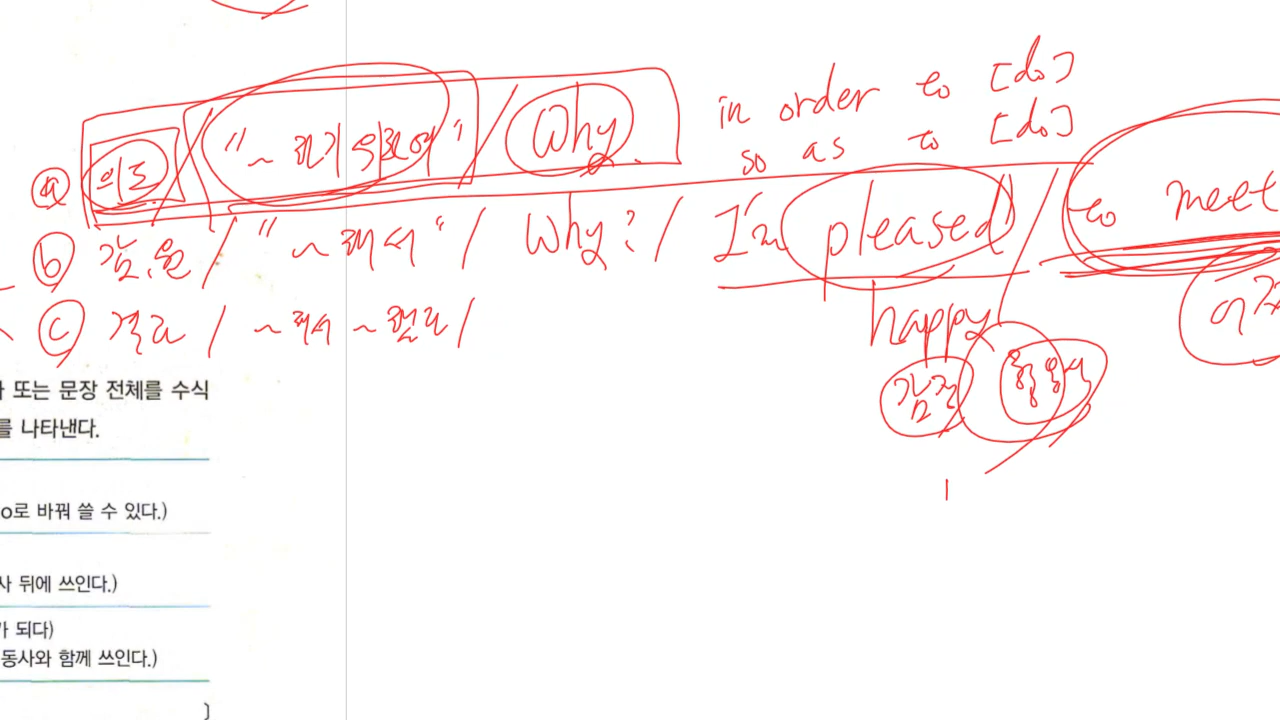 in order to [do]
ⓐ 의도 / "~ 하기 위하여" / Why.
so as to [do]
ⓑ 감.원 / "~ 해서" / Why? / I'm pleased / to meet
ⓒ 결과 / ~해서 ~했다 /
happy
감정 형용사
또는 문장 전체를 수식
를 나타낸다.
o로 바꿔 쓸 수 있다.)
사 뒤에 쓰인다.)
가 되다)
동사와 함께 쓰인다.)